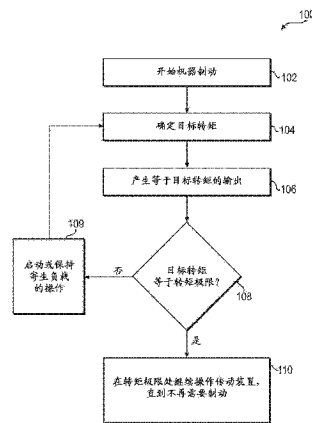 100
开始机器制动
102
确定目标转矩
104
产生等于目标转矩的输出
106
109
启动或保持
寄生负载
的操作
否
目标转矩
等于转矩极限?
108
是
在转矩极限处继续操作传动装置,
直到不再需要制动
110